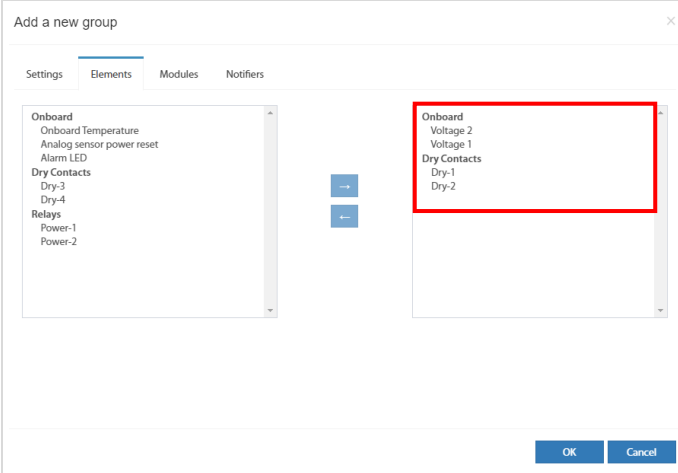 Add a new group
×
Settings Elements Modules Notifiers
Onboard
Onboard Temperature
Analog sensor power reset
Alarm LED
Dry Contacts
Dry-3
Dry-4
Relays
Power-1
Power-2
→
←
Onboard
Voltage 2
Voltage 1
Dry Contacts
Dry-1
Dry-2
OK Cancel